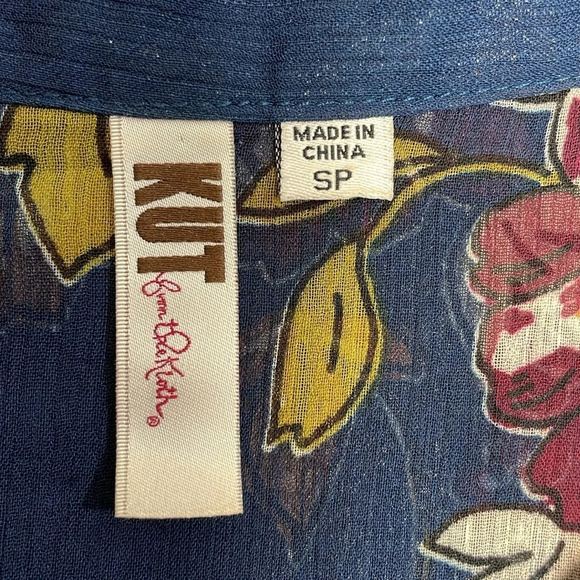 KUT
from the Kloth®
MADE IN
CHINA
SP